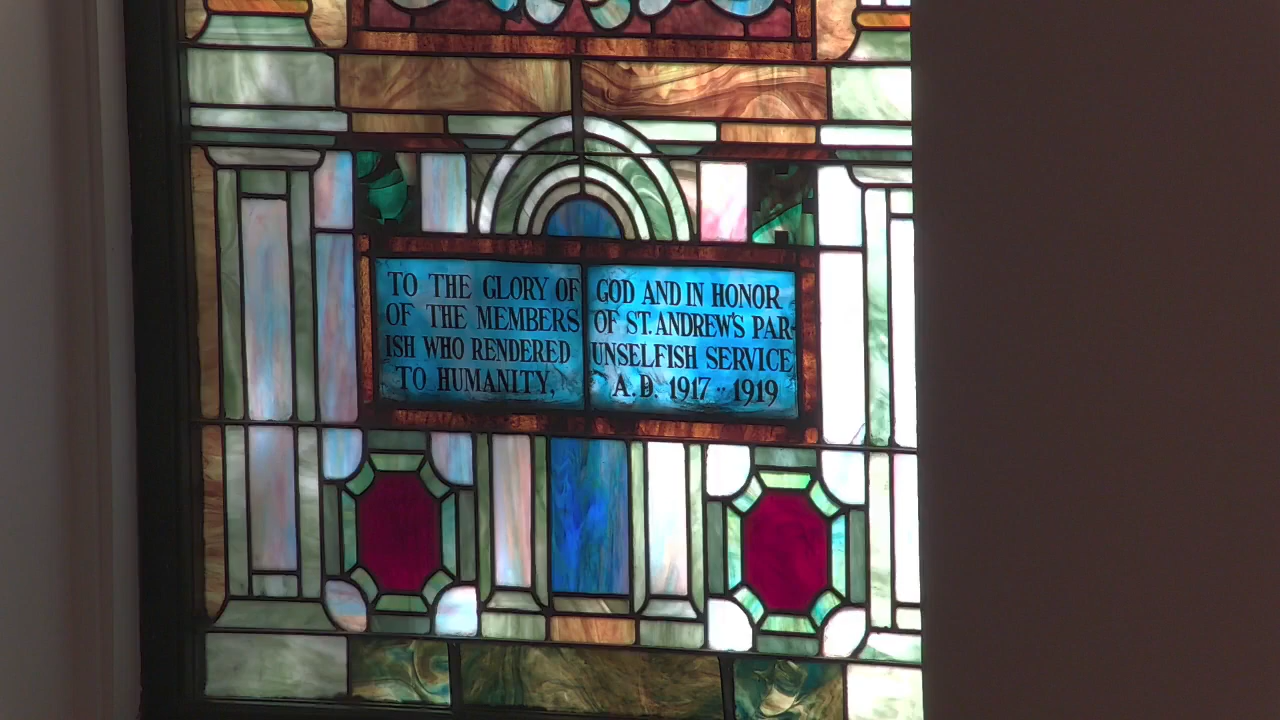 TO THE GLORY OF GOD AND IN HONOR
OF THE MEMBERS OF ST. ANDREW'S PAR-
ISH WHO RENDERED UNSELFISH SERVICE
TO HUMANITY, A.D. 1917 - 1919